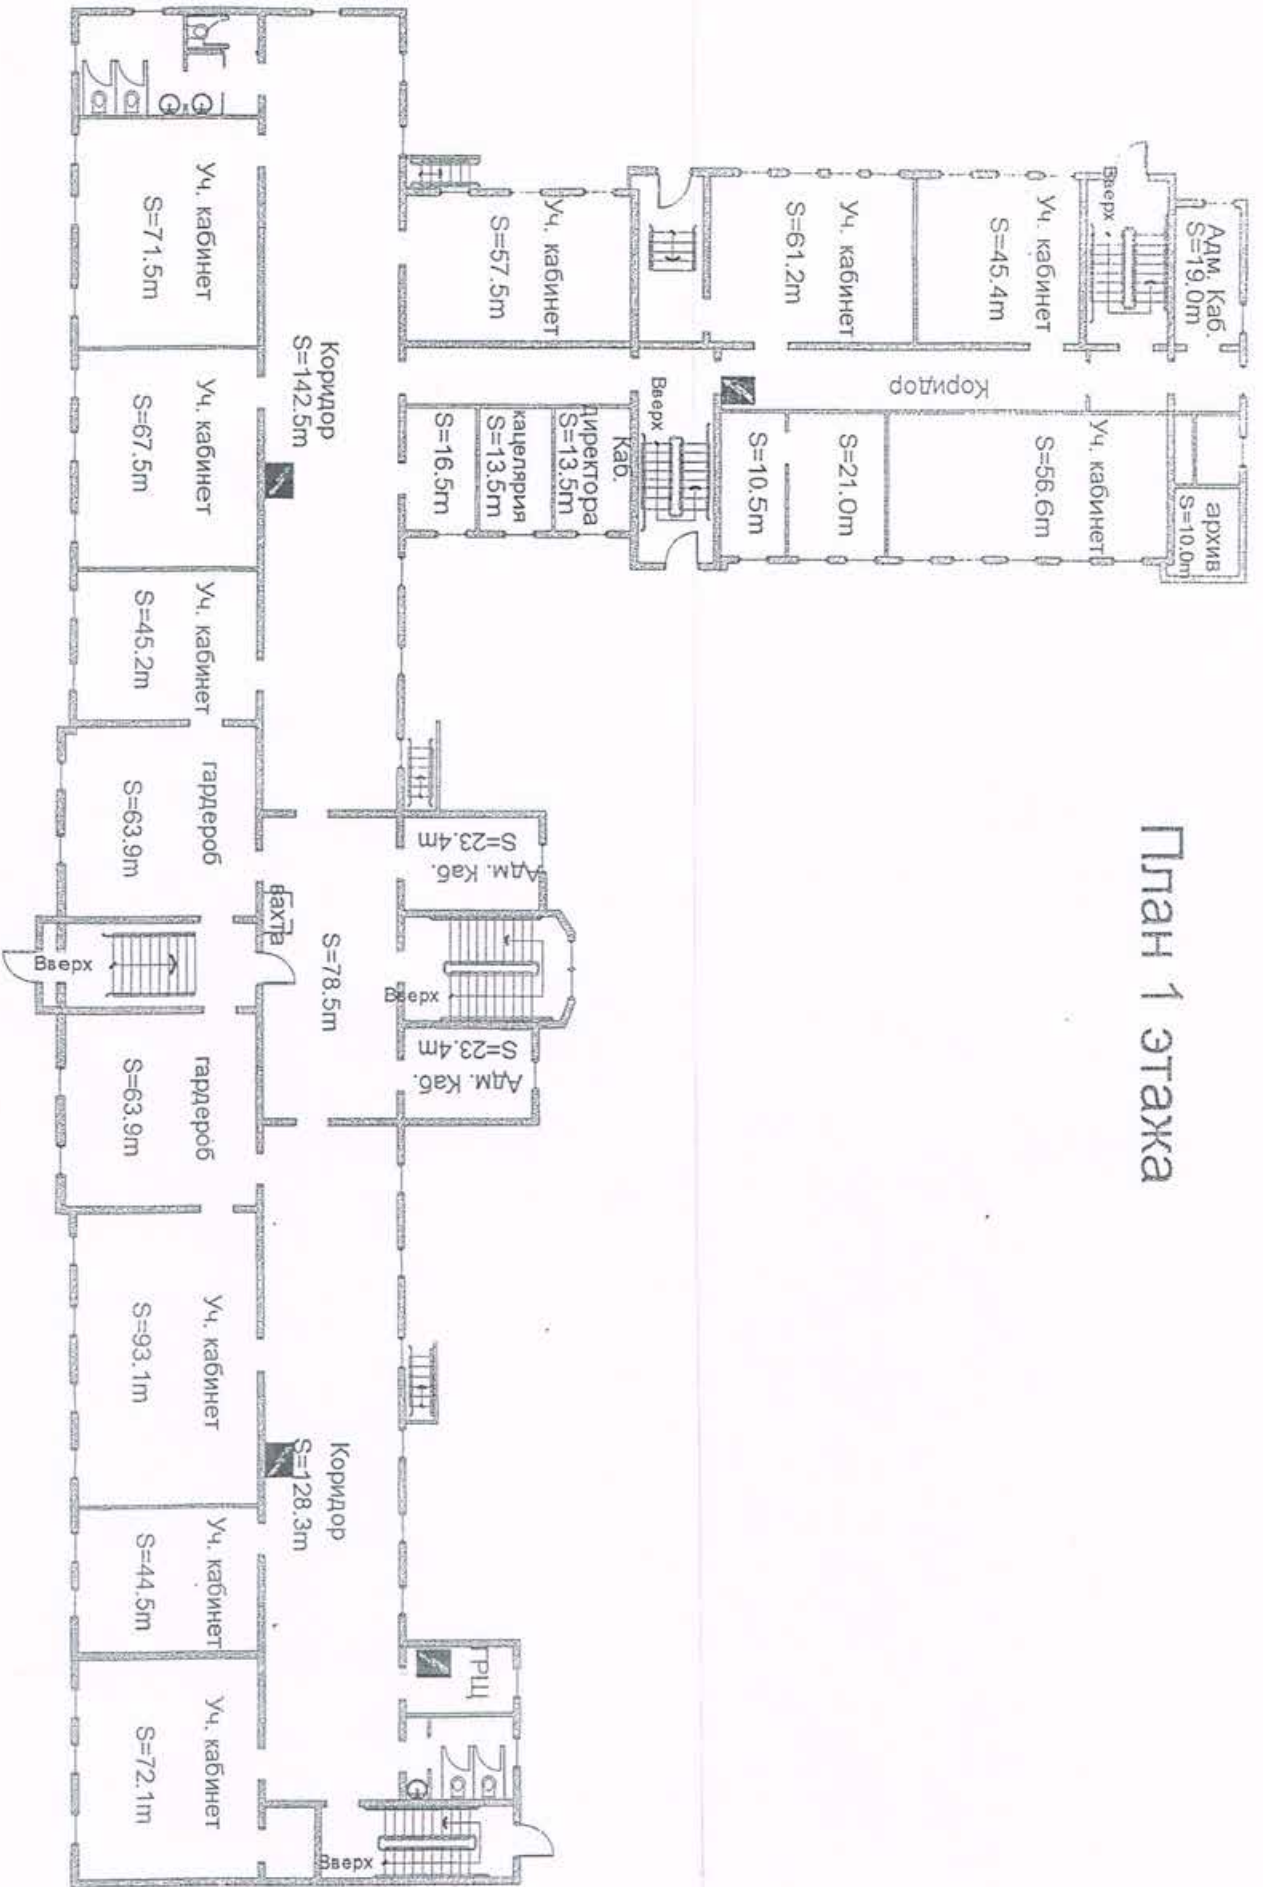 План 1 этажа
Адм. Каб.
S=19.0m
Вверх
Уч. кабинет
S=45.4m
Уч. кабинет
S=61.2m
Уч. кабинет
S=57.5m
Коридор
архив
S=10.0m
Уч. кабинет
S=56.6m
S=21.0m
S=10.5m
Вверх
Каб.
директора
S=13.5m
кацелярия
S=13.5m
S=16.5m
Коридор
S=142.5m
Уч. кабинет
S=71.5m
Уч. кабинет
S=67.5m
Уч. кабинет
S=45.2m
гардероб
S=63.9m
вахта
Вверх
S=78.5m
Адм. Каб.
S=23.4m
Вверх
Адм. Каб.
S=23.4m
гардероб
S=63.9m
Уч. кабинет
S=93.1m
Коридор
S=128.3m
Уч. кабинет
S=44.5m
Уч. кабинет
S=72.1m
ГРЩ
Вверх